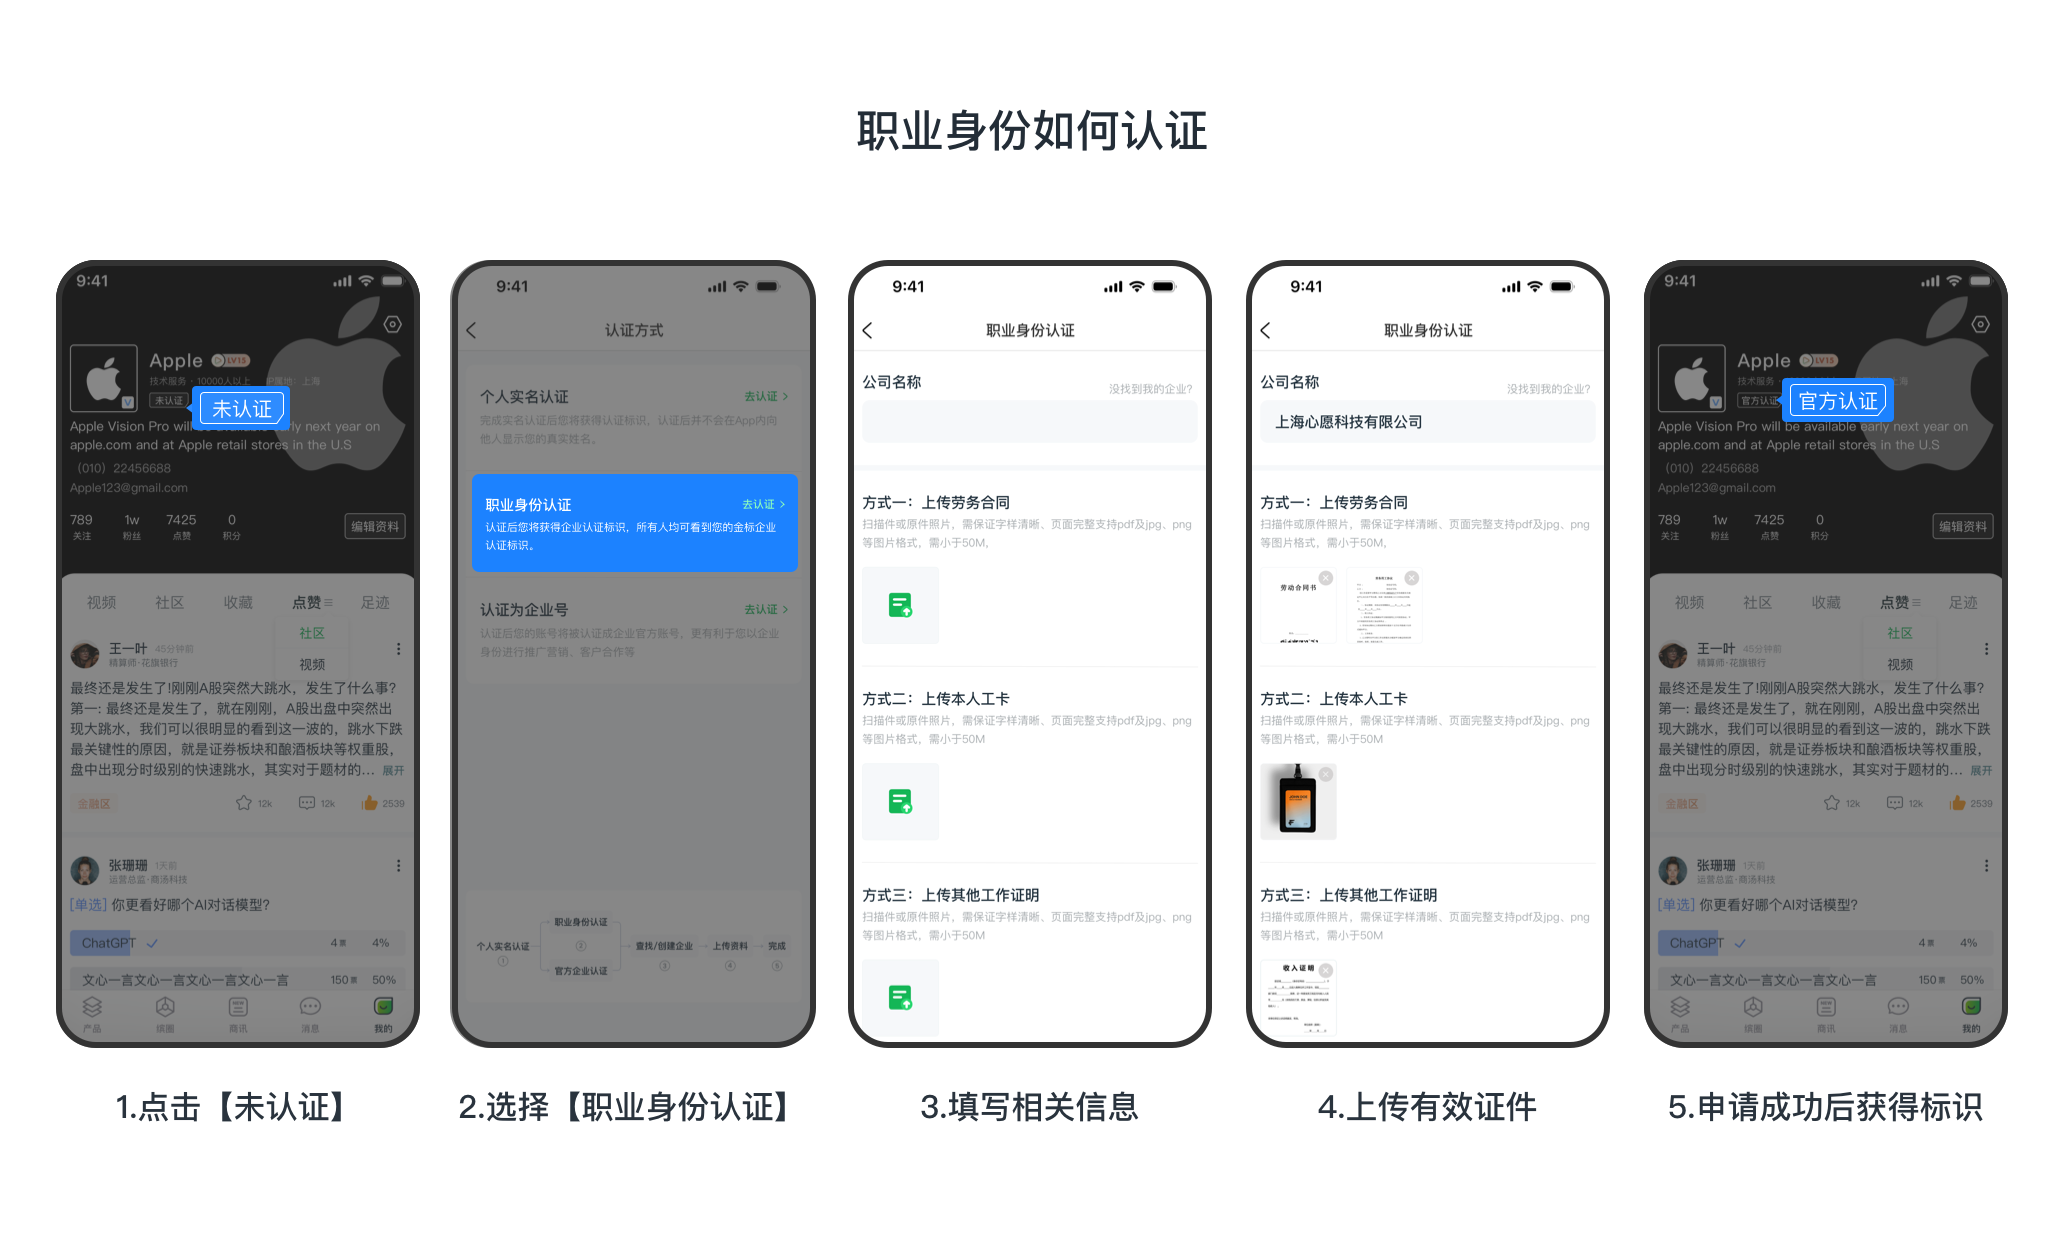 职业身份如何认证
9:41
Apple
LV15
技术服务 · 10000人以上 IP属地：上海
未认证
未认证
Apple Vision Pro will be available early next year on
apple.com and at Apple retail stores in the U.S
（010）22456688
Apple123@gmail.com
789 1w 7425 0
关注 粉丝 点赞 积分
编辑资料
视频 社区 收藏 点赞 足迹
社区
视频
王一叶 45分钟前
精算师·花旗银行
最终还是发生了!刚刚A股突然大跳水，发生了什么事?
第一: 最终还是发生了，就在刚刚，A股出盘中突然出
现大跳水，我们可以很明显的看到这一波的，跳水下跌
最关键性的原因，就是证券板块和酿酒板块等权重股，
盘中出现分时级别的快速跳水，其实对于题材的... 展开
金融区 12k 12k 2539
张珊珊 1天前
运营总监·商汤科技
[单选] 你更看好哪个AI对话模型?
ChatGPT 4票 4%
文心一言文心一言文心一言文心一言 150票 50%
产品 缤圈 商讯 消息 我的
1.点击【未认证】
9:41
认证方式
个人实名认证 去认证
完成实名认证后您将获得认证标识，认证后并不会在App内向
他人显示您的真实姓名。
职业身份认证 去认证
认证后您将获得企业认证标识，所有人均可看到您的金标企业
认证标识。
认证为企业号 去认证
认证后您的账号将被认证成企业官方账号，更有利于您以企业
身份进行推广营销、客户合作等
职业身份认证
②
个人实名认证 查找/创建企业 上传资料 完成
① ③ ④ ⑤
官方企业认证
2.选择【职业身份认证】
9:41
职业身份认证
公司名称 没找到我的企业?
方式一：上传劳务合同
扫描件或原件照片，需保证字样清晰、页面完整支持pdf及jpg、png
等图片格式，需小于50M,
方式二：上传本人工卡
扫描件或原件照片，需保证字样清晰、页面完整支持pdf及jpg、png
等图片格式，需小于50M
方式三：上传其他工作证明
扫描件或原件照片，需保证字样清晰、页面完整支持pdf及jpg、png
等图片格式，需小于50M
3.填写相关信息
9:41
职业身份认证
公司名称 没找到我的企业?
上海心愿科技有限公司
方式一：上传劳务合同
扫描件或原件照片，需保证字样清晰、页面完整支持pdf及jpg、png
等图片格式，需小于50M,
劳动合同书
方式二：上传本人工卡
扫描件或原件照片，需保证字样清晰、页面完整支持pdf及jpg、png
等图片格式，需小于50M
方式三：上传其他工作证明
扫描件或原件照片，需保证字样清晰、页面完整支持pdf及jpg、png
等图片格式，需小于50M
收入证明
4.上传有效证件
9:41
Apple
LV15
技术服务 ·
官方认证
官方认证
Apple Vision Pro will be available early next year on
apple.com and at Apple retail stores in the U.S
（010）22456688
Apple123@gmail.com
789 1w 7425 0
关注 粉丝 点赞 积分
编辑资料
视频 社区 收藏 点赞 足迹
社区
视频
王一叶 45分钟前
精算师·花旗银行
最终还是发生了!刚刚A股突然大跳水，发生了什么事?
第一: 最终还是发生了，就在刚刚，A股出盘中突然出
现大跳水，我们可以很明显的看到这一波的，跳水下跌
最关键性的原因，就是证券板块和酿酒板块等权重股，
盘中出现分时级别的快速跳水，其实对于题材的... 展开
金融区 12k 12k 2539
张珊珊 1天前
运营总监·商汤科技
[单选] 你更看好哪个AI对话模型?
ChatGPT 4票 4%
文心一言文心一言文心一言文心一言 150票 50%
产品 缤圈 商讯 消息 我的
5.申请成功后获得标识